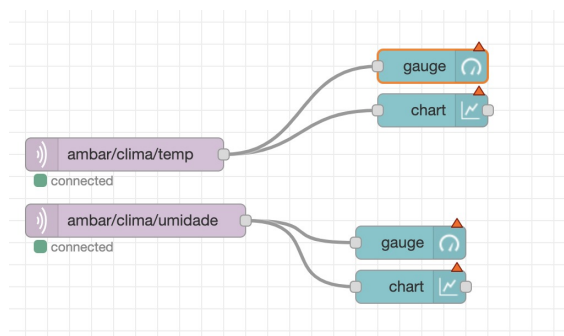 gauge
chart
ambar/clima/temp
connected
ambar/clima/umidade
connected
gauge
chart